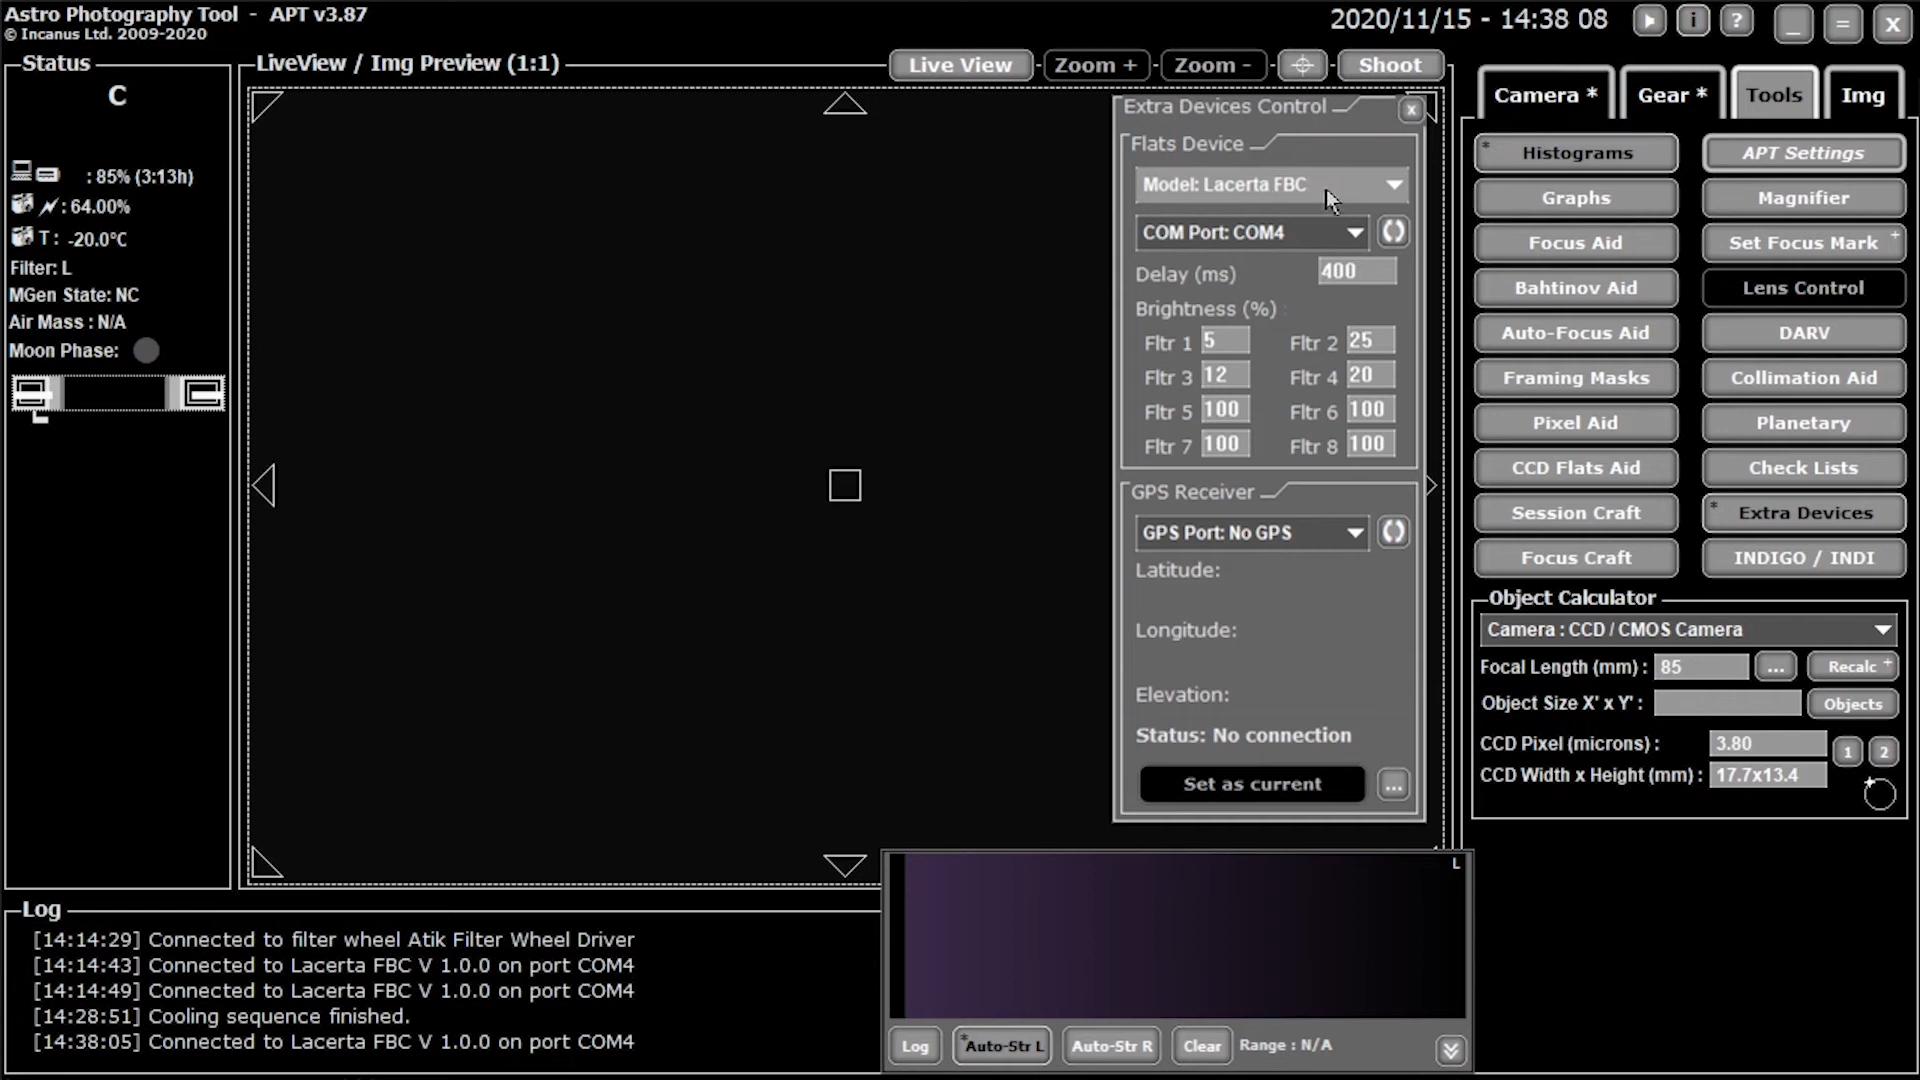 Astro Photography Tool - APT v3.87
© Incanus Ltd. 2009-2020
2020/11/15 - 14:38 08
i
?
_
=
X
Status
C
: 85% (3:13h)
: 64.00%
T : -20.0°C
Filter: L
MGen State: NC
Air Mass : N/A
Moon Phase:
LiveView / Img Preview (1:1)
Live View
Zoom +
Zoom -
Shoot
Extra Devices Control
x
Flats Device
Model: Lacerta FBC
COM Port: COM4
Delay (ms) 400
Brightness (%) :
Fltr 1 5 Fltr 2 25
Fltr 3 12 Fltr 4 20
Fltr 5 100 Fltr 6 100
Fltr 7 100 Fltr 8 100
GPS Receiver
GPS Port: No GPS
Latitude:
Longitude:
Elevation:
Status: No connection
Set as current ...
Camera * Gear * Tools Img
* Histograms APT Settings
Graphs Magnifier
Focus Aid Set Focus Mark +
Bahtinov Aid Lens Control
Auto-Focus Aid DARV
Framing Masks Collimation Aid
Pixel Aid Planetary
CCD Flats Aid Check Lists
Session Craft * Extra Devices
Focus Craft INDIGO / INDI
Object Calculator
Camera : CCD / CMOS Camera
Focal Length (mm) : 85 ... Recalc +
Object Size X' x Y' : Objects
CCD Pixel (microns) : 3.80 1 2
CCD Width x Height (mm) : 17.7x13.4
Log
[14:14:29] Connected to filter wheel Atik Filter Wheel Driver
[14:14:43] Connected to Lacerta FBC V 1.0.0 on port COM4
[14:14:49] Connected to Lacerta FBC V 1.0.0 on port COM4
[14:28:51] Cooling sequence finished.
[14:38:05] Connected to Lacerta FBC V 1.0.0 on port COM4
L
Log * Auto-Str L Auto-Str R Clear Range : N/A